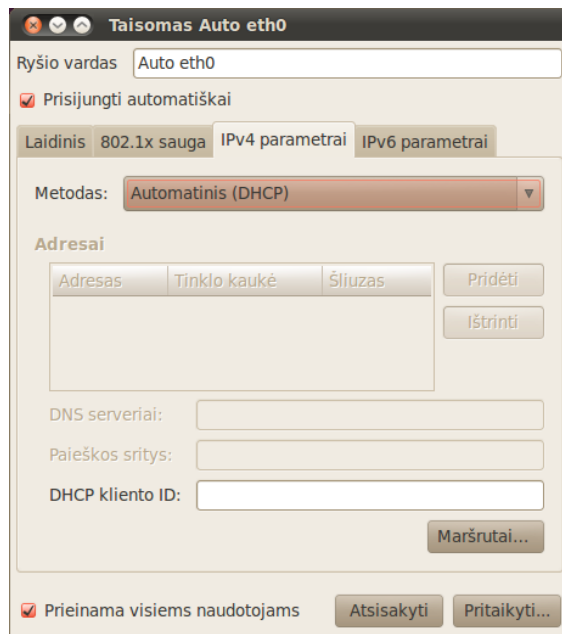 Taisomas Auto eth0
Ryšio vardas Auto eth0
Prisijungti automatiškai
Laidinis 802.1x sauga IPv4 parametrai IPv6 parametrai
Metodas: Automatinis (DHCP)
Adresai
Adresas Tinklo kaukė Šliuzas Pridėti
Ištrinti
DNS serveriai:
Paieškos sritys:
DHCP kliento ID:
Maršrutai...
Prieinama visiems naudotojams Atsisakyti Pritaikyti...